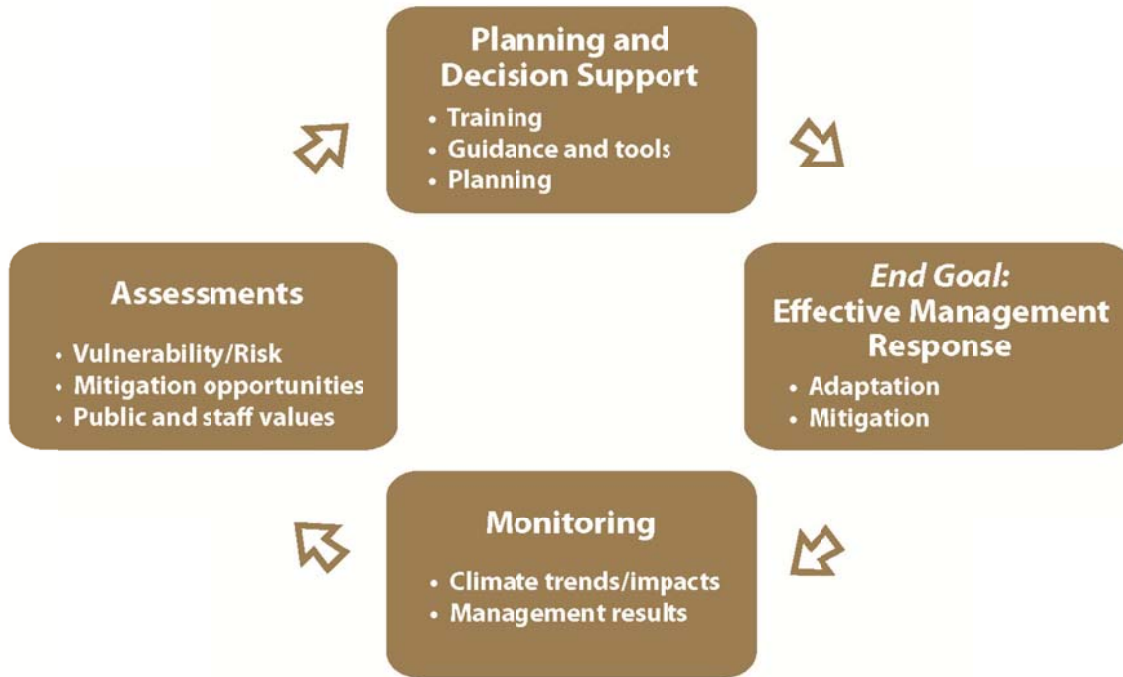 Planning and
Decision Support
• Training
• Guidance and tools
• Planning
Assessments
• Vulnerability/Risk
• Mitigation opportunities
• Public and staff values
End Goal:
Effective Management
Response
• Adaptation
• Mitigation
Monitoring
• Climate trends/impacts
• Management results